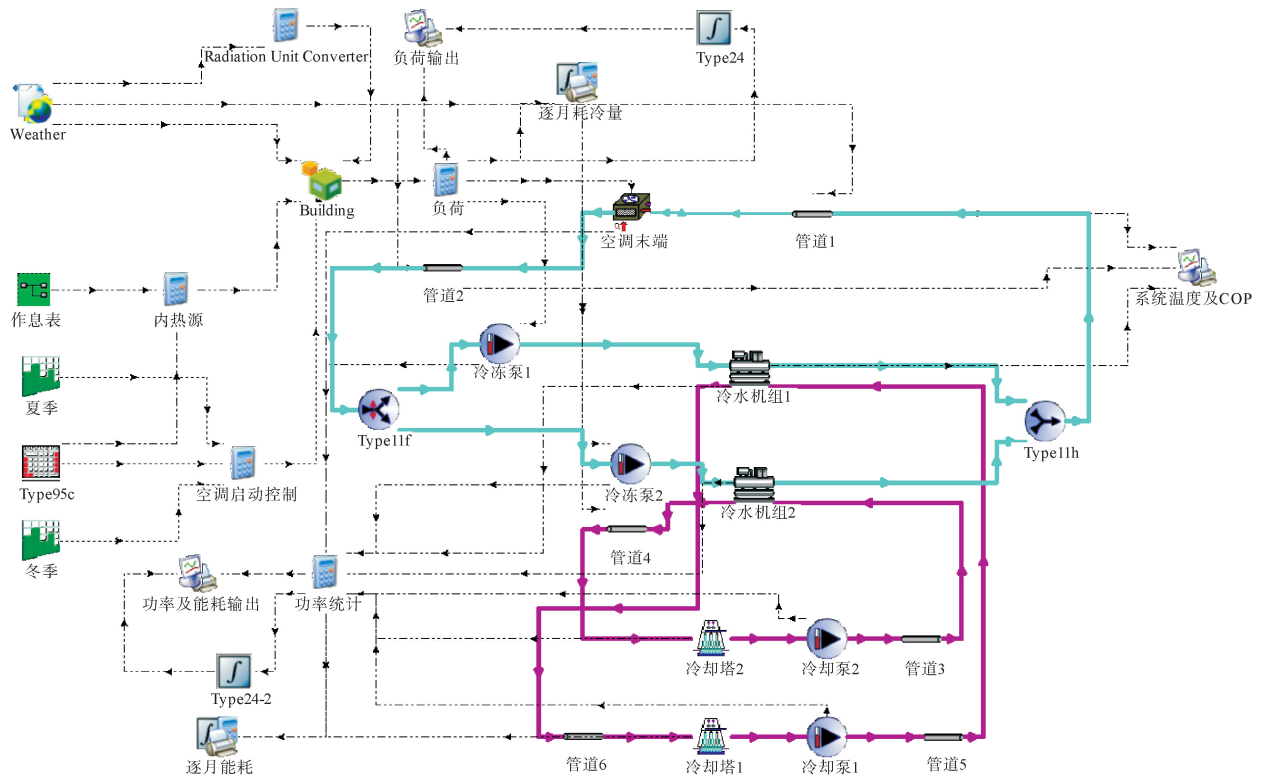 Radiation Unit Converter
负荷输出
Type24
逐月耗冷量
Weather
Building
负荷
空调末端
管道1
管道2
系统温度及COP
作息表
内热源
冷冻泵1
冷水机组1
夏季
Type11f
Type11h
Type95c
空调启动控制
冷冻泵2
冷水机组2
冬季
管道4
功率及能耗输出
功率统计
冷却塔2
冷却泵2
管道3
Type24-2
逐月能耗
管道6
冷却塔1
冷却泵1
管道5